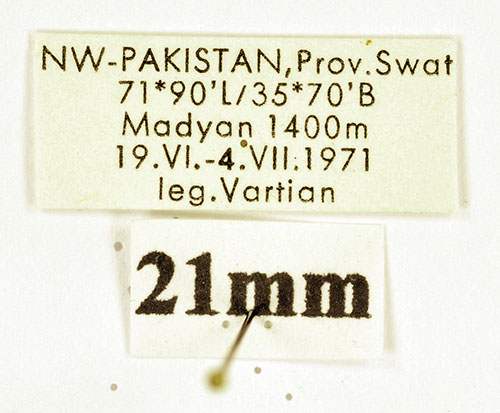 NW-PAKISTAN,Prov.Swat
71*90'L/35*70'B
Madyan 1400m
19.VI.-4.VII.1971
leg.Vartian
21mm